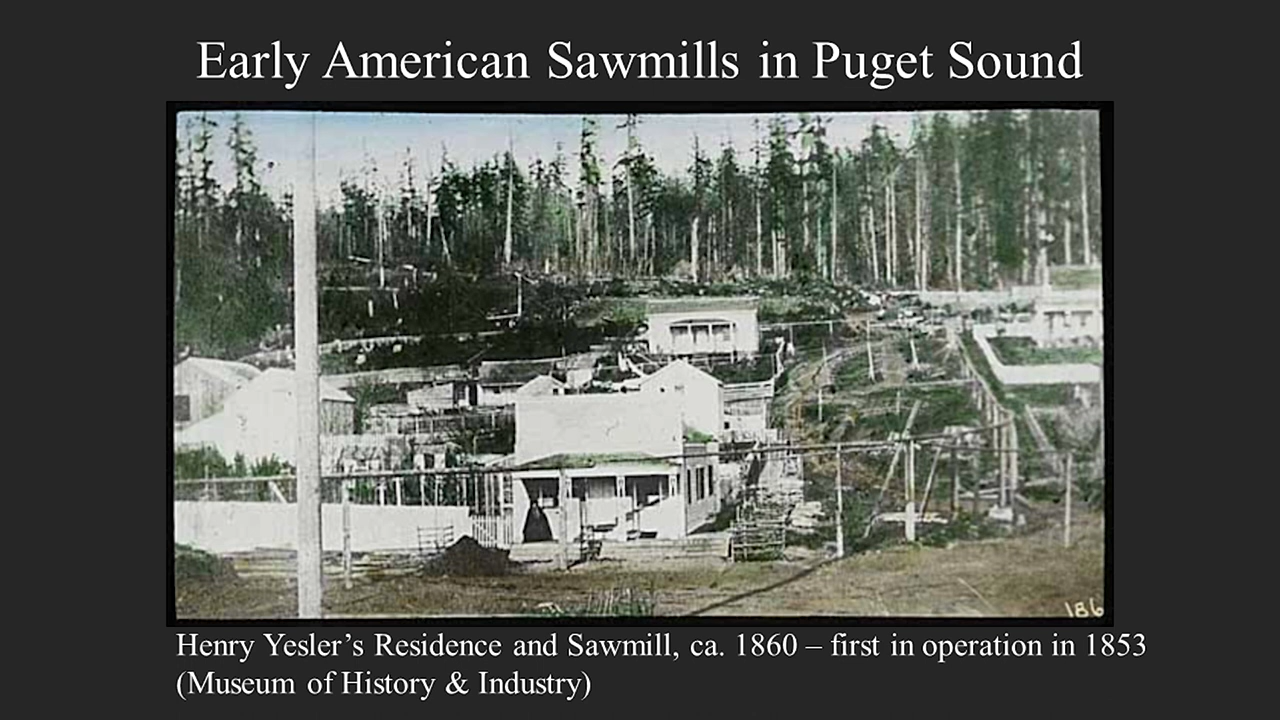 Early American Sawmills in Puget Sound
186
Henry Yesler’s Residence and Sawmill, ca. 1860 – first in operation in 1853
(Museum of History & Industry)